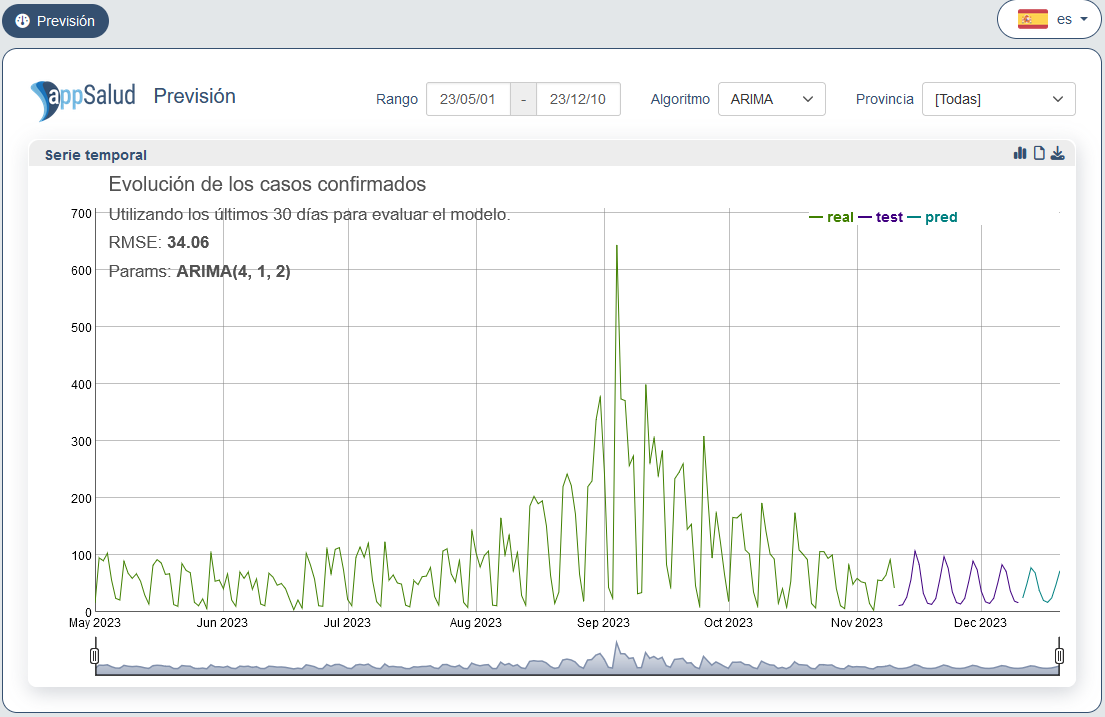 Previsión
es
appSalud Previsión Rango 23/05/01 - 23/12/10 Algoritmo ARIMA Provincia [Todas]
Serie temporal
Evolución de los casos confirmados
Utilizando los últimos 30 días para evaluar el modelo.
RMSE: 34.06
Params: ARIMA(4, 1, 2)
real test pred
700
600
500
400
300
200
100
0
May 2023 Jun 2023 Jul 2023 Aug 2023 Sep 2023 Oct 2023 Nov 2023 Dec 2023